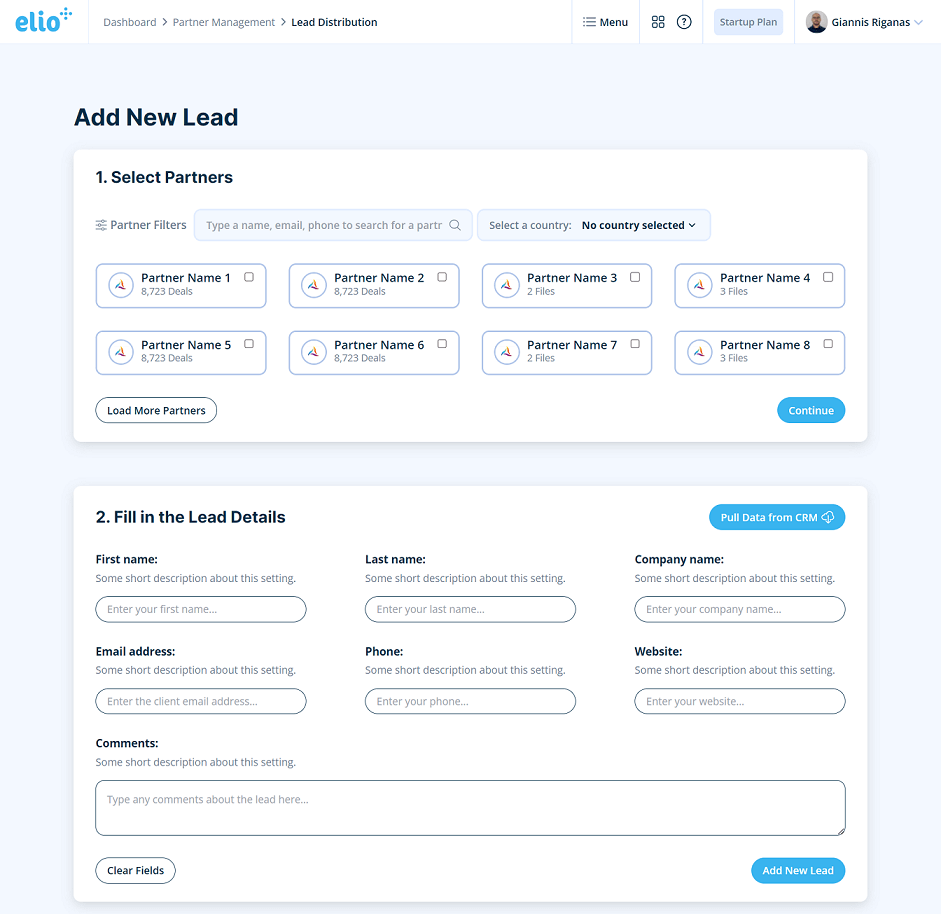 elio
Dashboard > Partner Management > Lead Distribution
Menu
?
Startup Plan
Giannis Riganas
Add New Lead
1. Select Partners
Partner Filters
Type a name, email, phone to search for a partr
Select a country: No country selected
Partner Name 1
8,723 Deals
Partner Name 2
8,723 Deals
Partner Name 3
2 Files
Partner Name 4
3 Files
Partner Name 5
8,723 Deals
Partner Name 6
8,723 Deals
Partner Name 7
2 Files
Partner Name 8
3 Files
Load More Partners
Continue
2. Fill in the Lead Details
Pull Data from CRM
First name:
Some short description about this setting.
Enter your first name...
Last name:
Some short description about this setting.
Enter your last name...
Company name:
Some short description about this setting.
Enter your company name...
Email address:
Some short description about this setting.
Enter the client email address...
Phone:
Some short description about this setting.
Enter your phone...
Website:
Some short description about this setting.
Enter your website...
Comments:
Some short description about this setting.
Type any comments about the lead here...
Clear Fields
Add New Lead